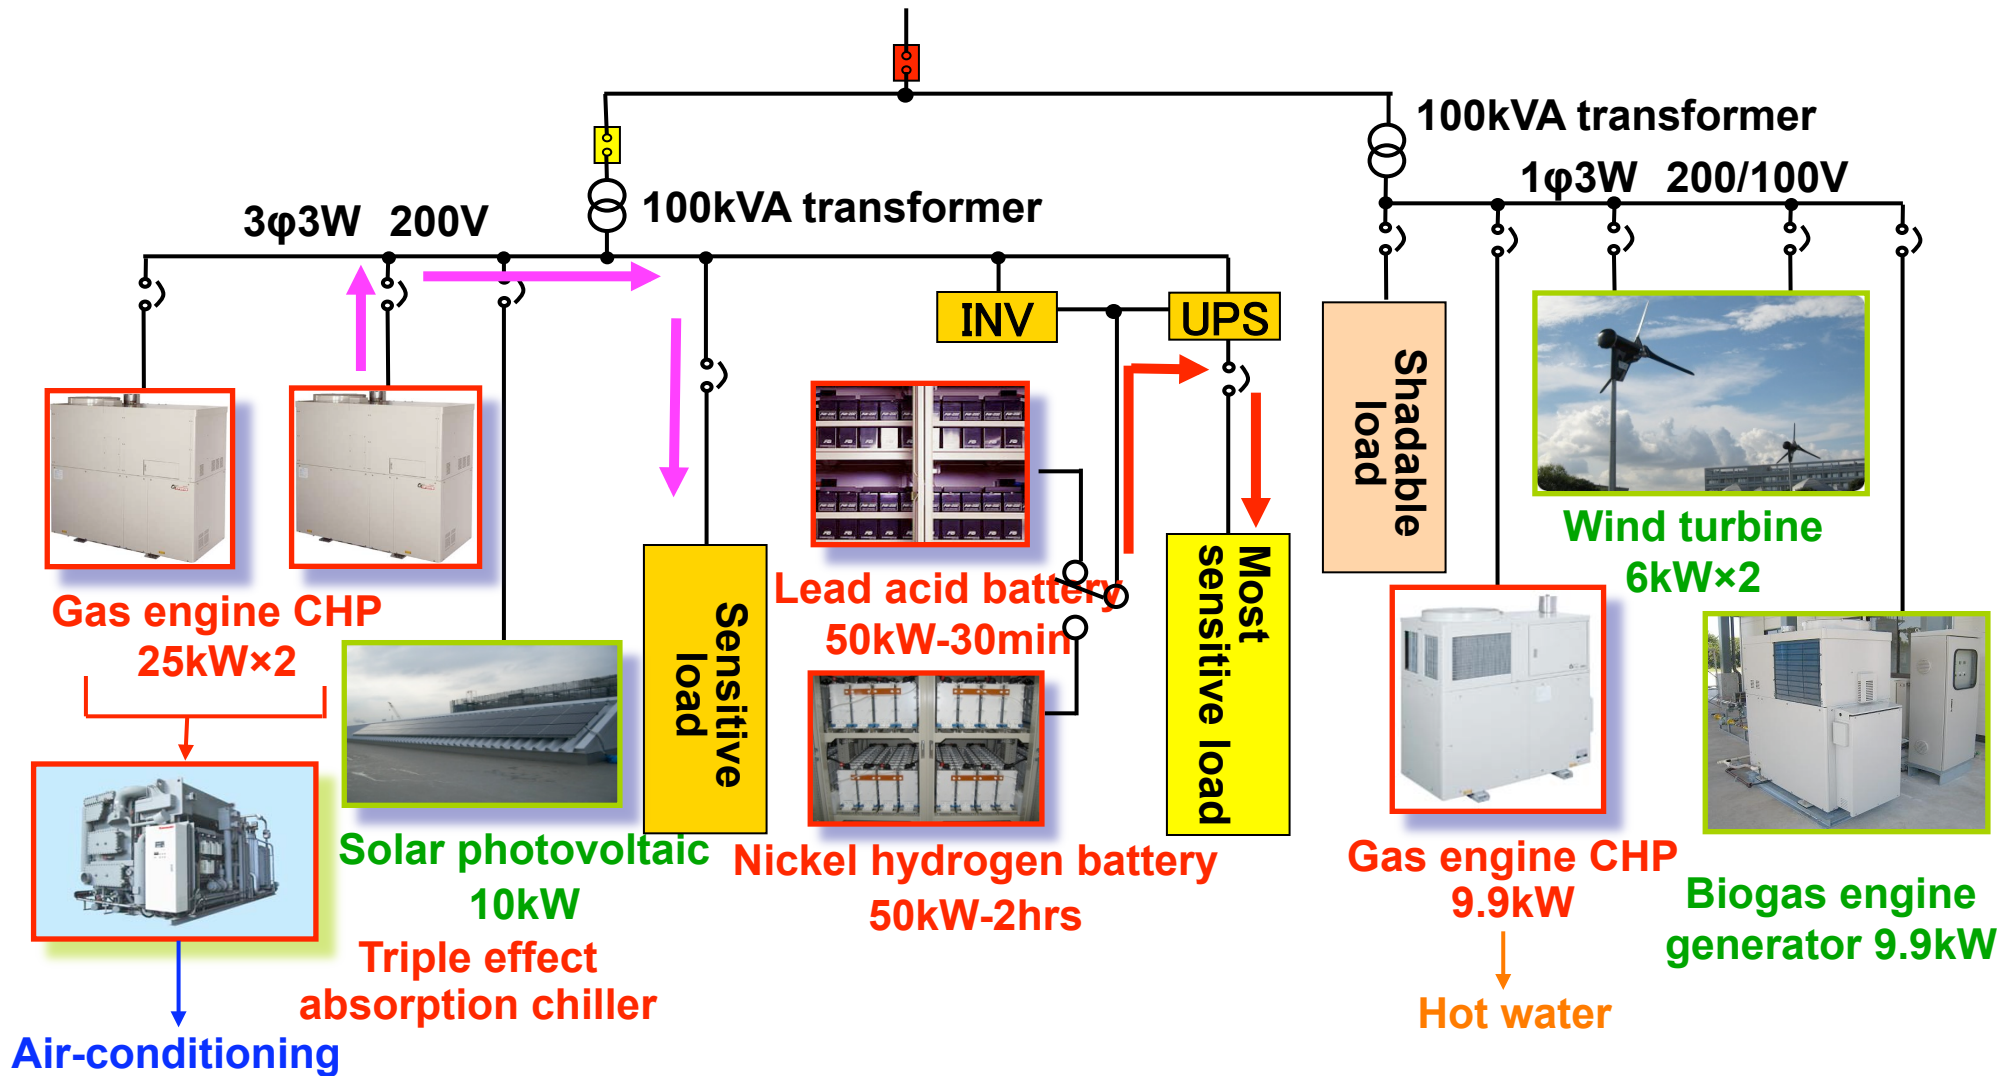 100kVA transformer
1φ3W 200/100V
100kVA transformer
3φ3W 200V
INV
UPS
Shadable
load
Wind turbine
6kW×2
Most
sensitive load
Sensitive
load
Lead acid battery
50kW-30min
Gas engine CHP
25kW×2
Solar photovoltaic
10kW
Nickel hydrogen battery
50kW-2hrs
Gas engine CHP
9.9kW
Biogas engine
generator 9.9kW
Triple effect
absorption chiller
Hot water
Air-conditioning